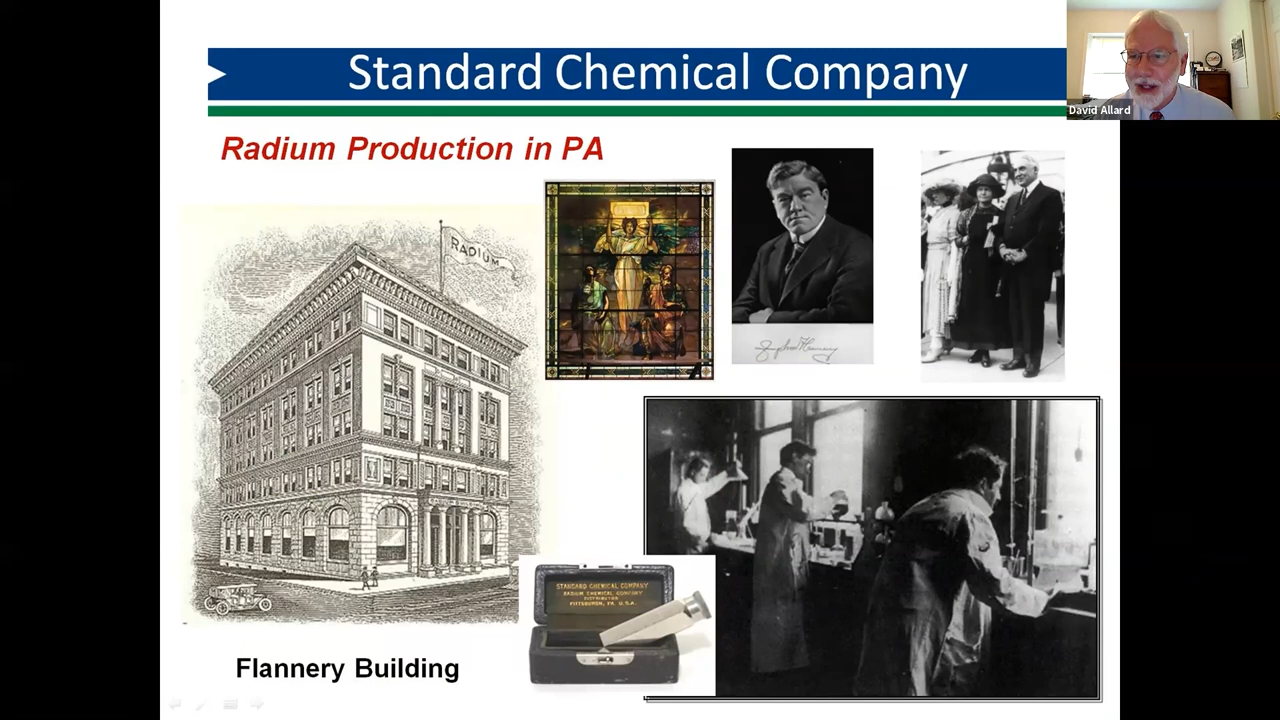 Standard Chemical Company
David Allard
Radium Production in PA
RADIUM
STANDARD CHEMICAL COMPANY
RADIUM CHEMICAL COMPANY
PITTSBURGH, PA U.S.A.
Flannery Building